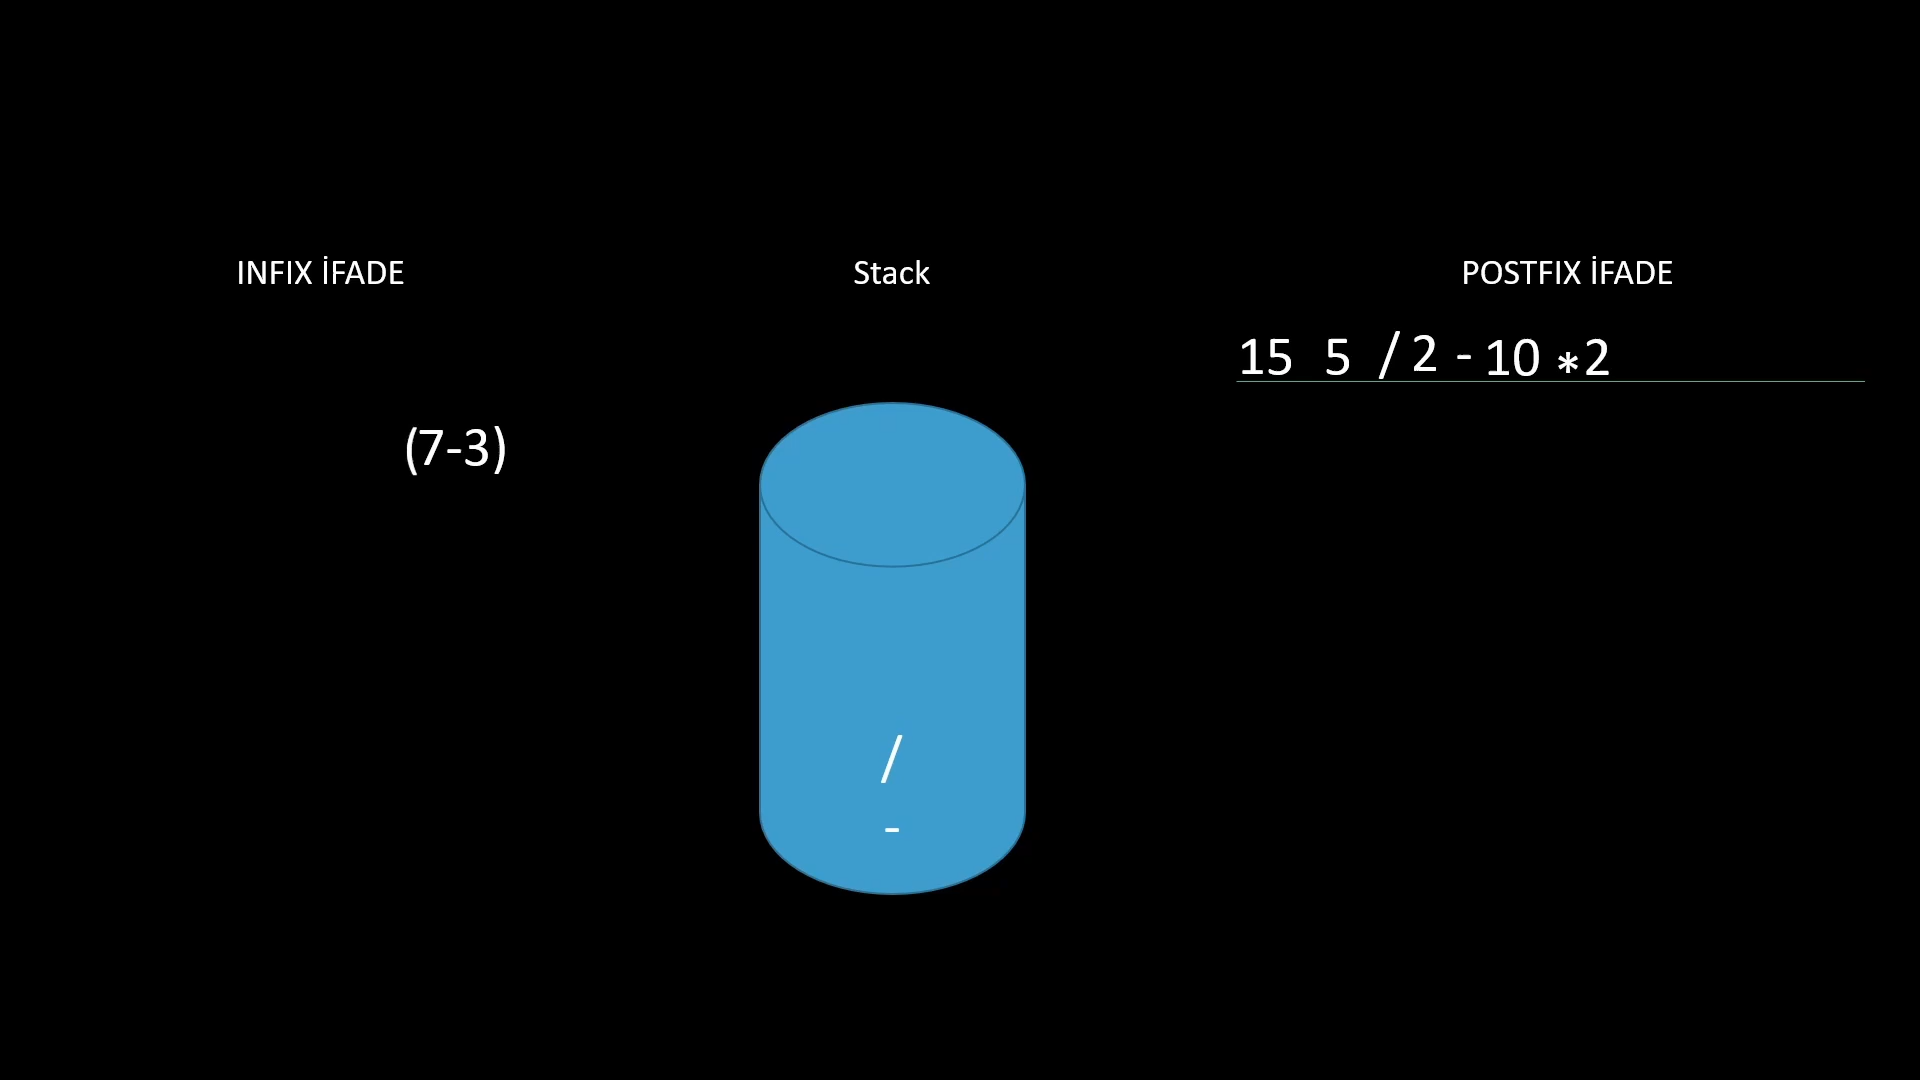 INFIX İFADE
Stack
POSTFIX İFADE
15 5 / 2 - 10 *2
(7-3)
/
-